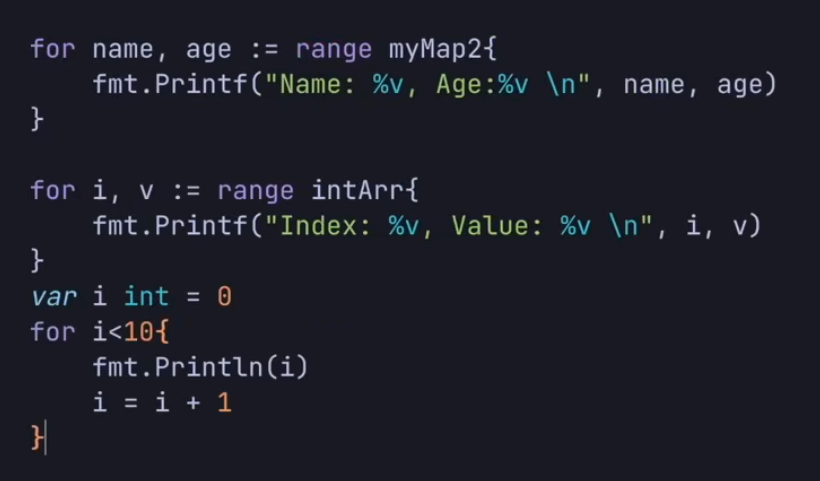 for name, age := range myMap2{
    fmt.Printf("Name: %v, Age:%v \n", name, age)
}

for i, v := range intArr{
    fmt.Printf("Index: %v, Value: %v \n", i, v)
}
var i int = 0
for i<10{
    fmt.Println(i)
    i = i + 1
}